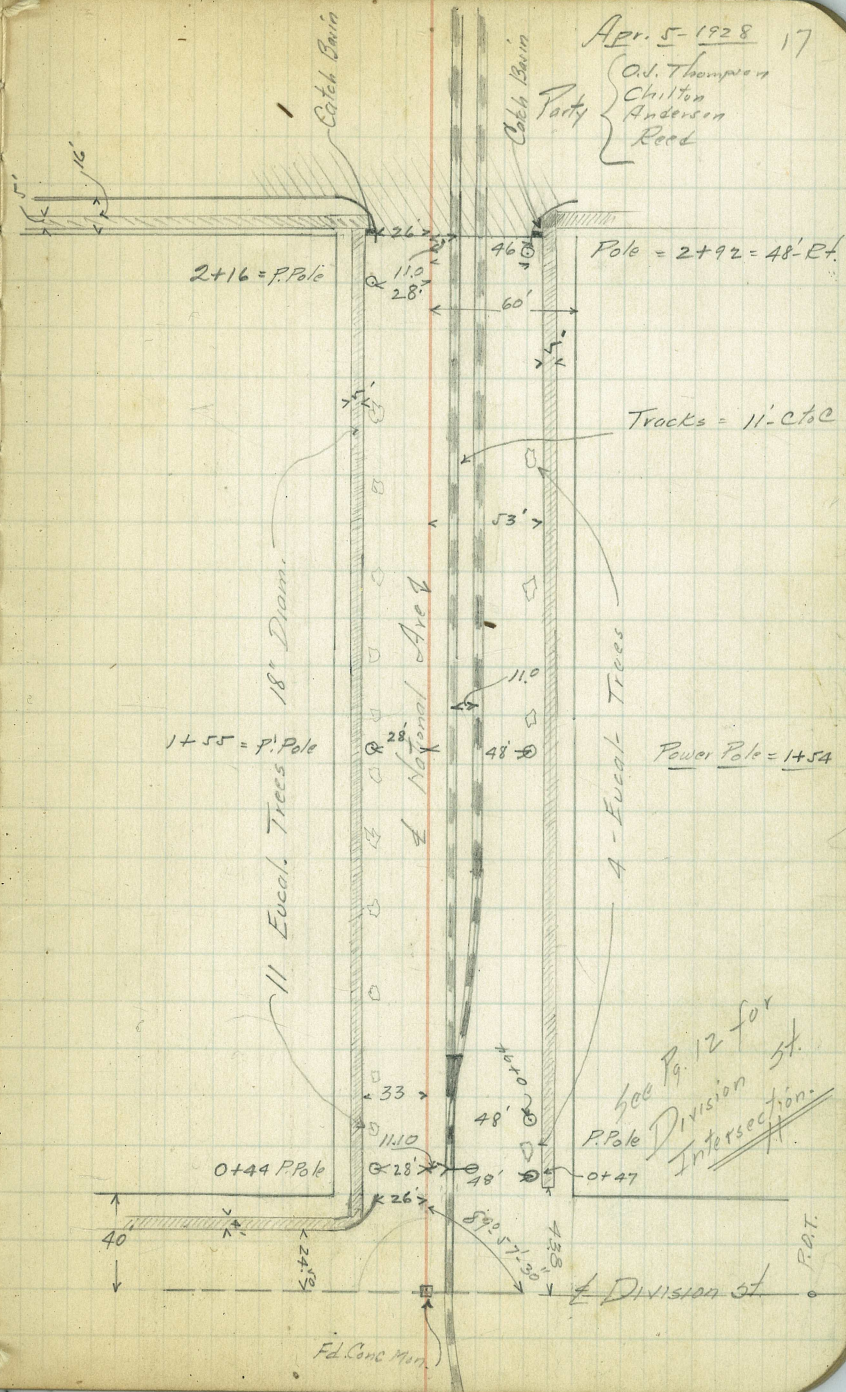 Apr. 5-1928 17
Party
O.J. Thompson
Chilton
Anderson
Reed
Catch Basin
Catch Basin
5'
16'
26'
46'
Pole = 2+92 = 48'-Rt.
2+16 = P.Pole
11.0
28'
60'
5'
Tracks = 11'-CtoC
53'
11 Eucal. Trees 18" Diam.
℄ National Ave
4 - Eucal. Trees
11.0
1+55 = P. Pole
28'
48'
Power Pole = 1+54
See Pg. 12 for
Division St.
Intersection.
33
48'
P.Pole
11.10
0+44 P.Pole
28'
48'
0+47
26'
40'
4'
24.50
43.8
℄ Division St.
P.O.T.
Fd. Conc Mon.